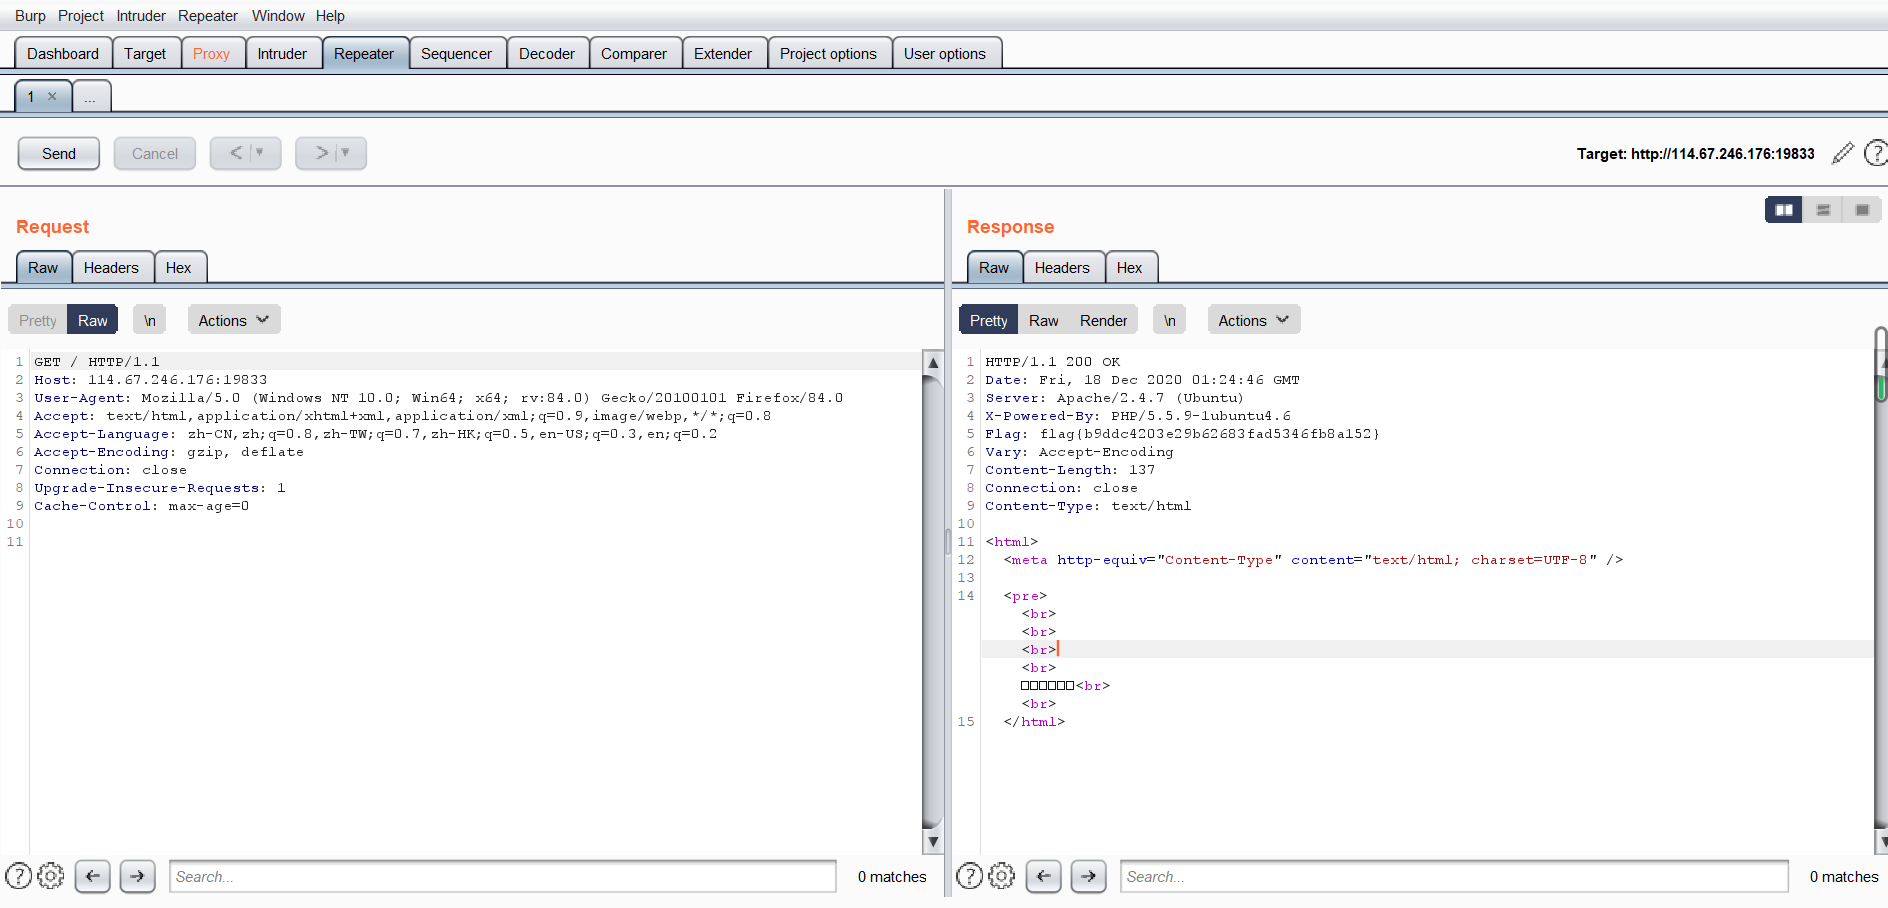 Burp Project Intruder Repeater Window Help
Dashboard Target Proxy Intruder Repeater Sequencer Decoder Comparer Extender Project options User options
1 × ...
Send Cancel < > Target: http://114.67.246.176:19833
Request
Raw Headers Hex
Pretty Raw \n Actions
1 GET / HTTP/1.1
2 Host: 114.67.246.176:19833
3 User-Agent: Mozilla/5.0 (Windows NT 10.0; Win64; x64; rv:84.0) Gecko/20100101 Firefox/84.0
4 Accept: text/html,application/xhtml+xml,application/xml;q=0.9,image/webp,*/*;q=0.8
5 Accept-Language: zh-CN,zh;q=0.8,zh-TW;q=0.7,zh-HK;q=0.5,en-US;q=0.3,en;q=0.2
6 Accept-Encoding: gzip, deflate
7 Connection: close
8 Upgrade-Insecure-Requests: 1
9 Cache-Control: max-age=0
10
11
Search... 0 matches
Response
Raw Headers Hex
Pretty Raw Render \n Actions
1 HTTP/1.1 200 OK
2 Date: Fri, 18 Dec 2020 01:24:46 GMT
3 Server: Apache/2.4.7 (Ubuntu)
4 X-Powered-By: PHP/5.5.9-1ubuntu4.6
5 Flag: flag{b9ddc4203e29b62683fad5346fb8a152}
6 Vary: Accept-Encoding
7 Content-Length: 137
8 Connection: close
9 Content-Type: text/html
10
11 <html>
12 <meta http-equiv="Content-Type" content="text/html; charset=UTF-8" />
13
14 <pre>
<br>
<br>
<br>
<br>
□□□□□□<br>
<br>
15 </html>
Search... 0 matches